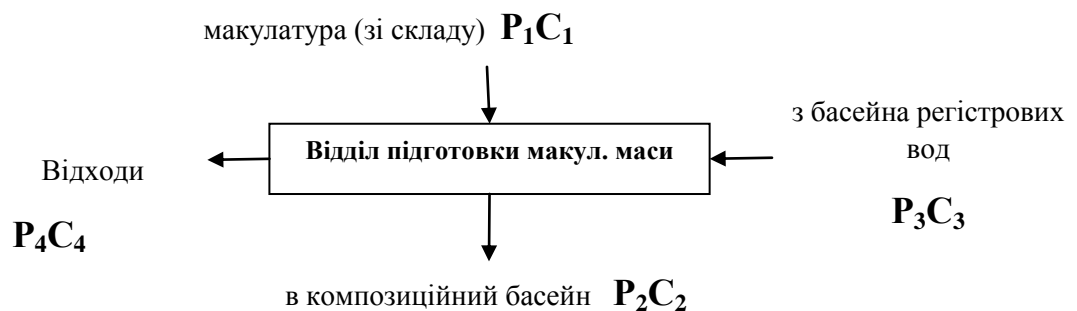 макулатура (зі складу) P₁C₁
з басейна регістрових
вод
Відділ підготовки макул. маси
Відходи
P₃C₃
P₄C₄
в композиційний басейн P₂C₂